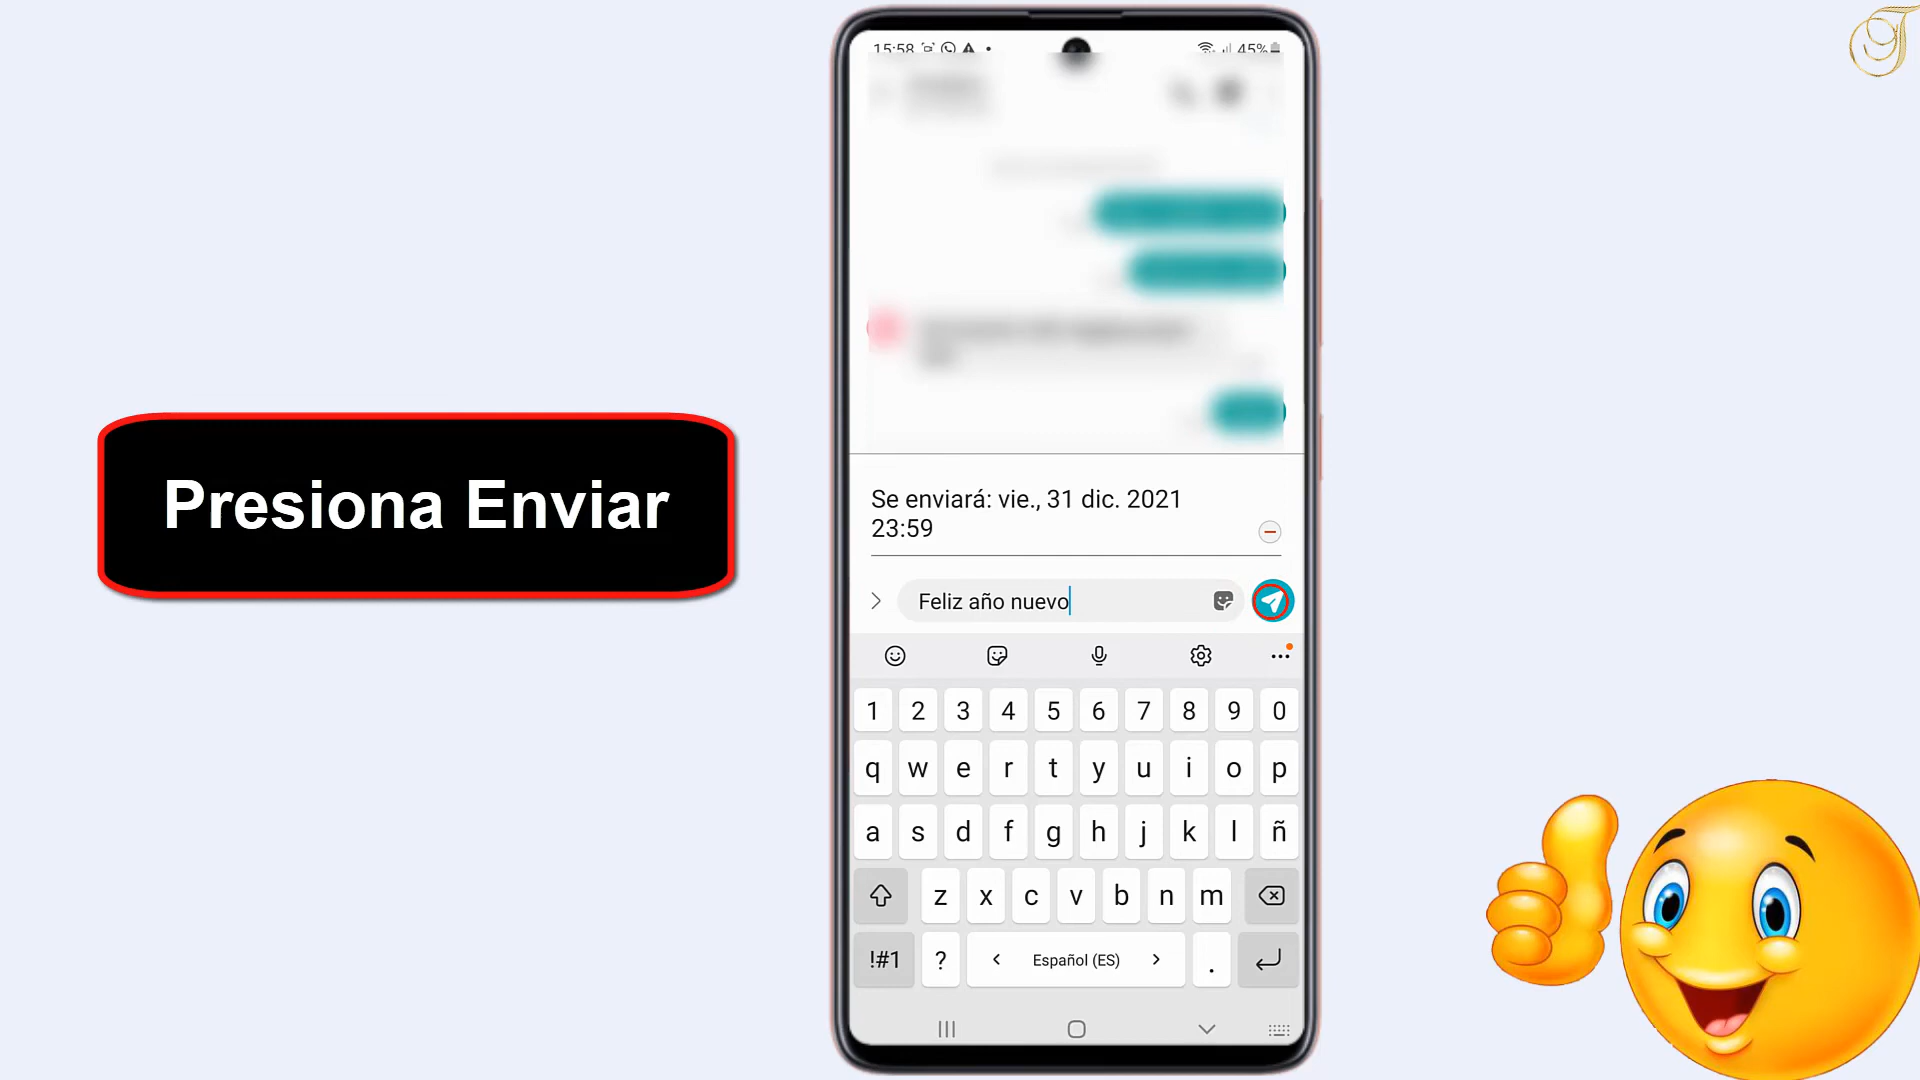 15:58
45%
Se enviará: vie., 31 dic. 2021
23:59
Presiona Enviar
Feliz año nuevo
1 2 3 4 5 6 7 8 9 0
q w e r t y u i o p
a s d f g h j k l ñ
z x c v b n m
!#1 ? < Español (ES) > .